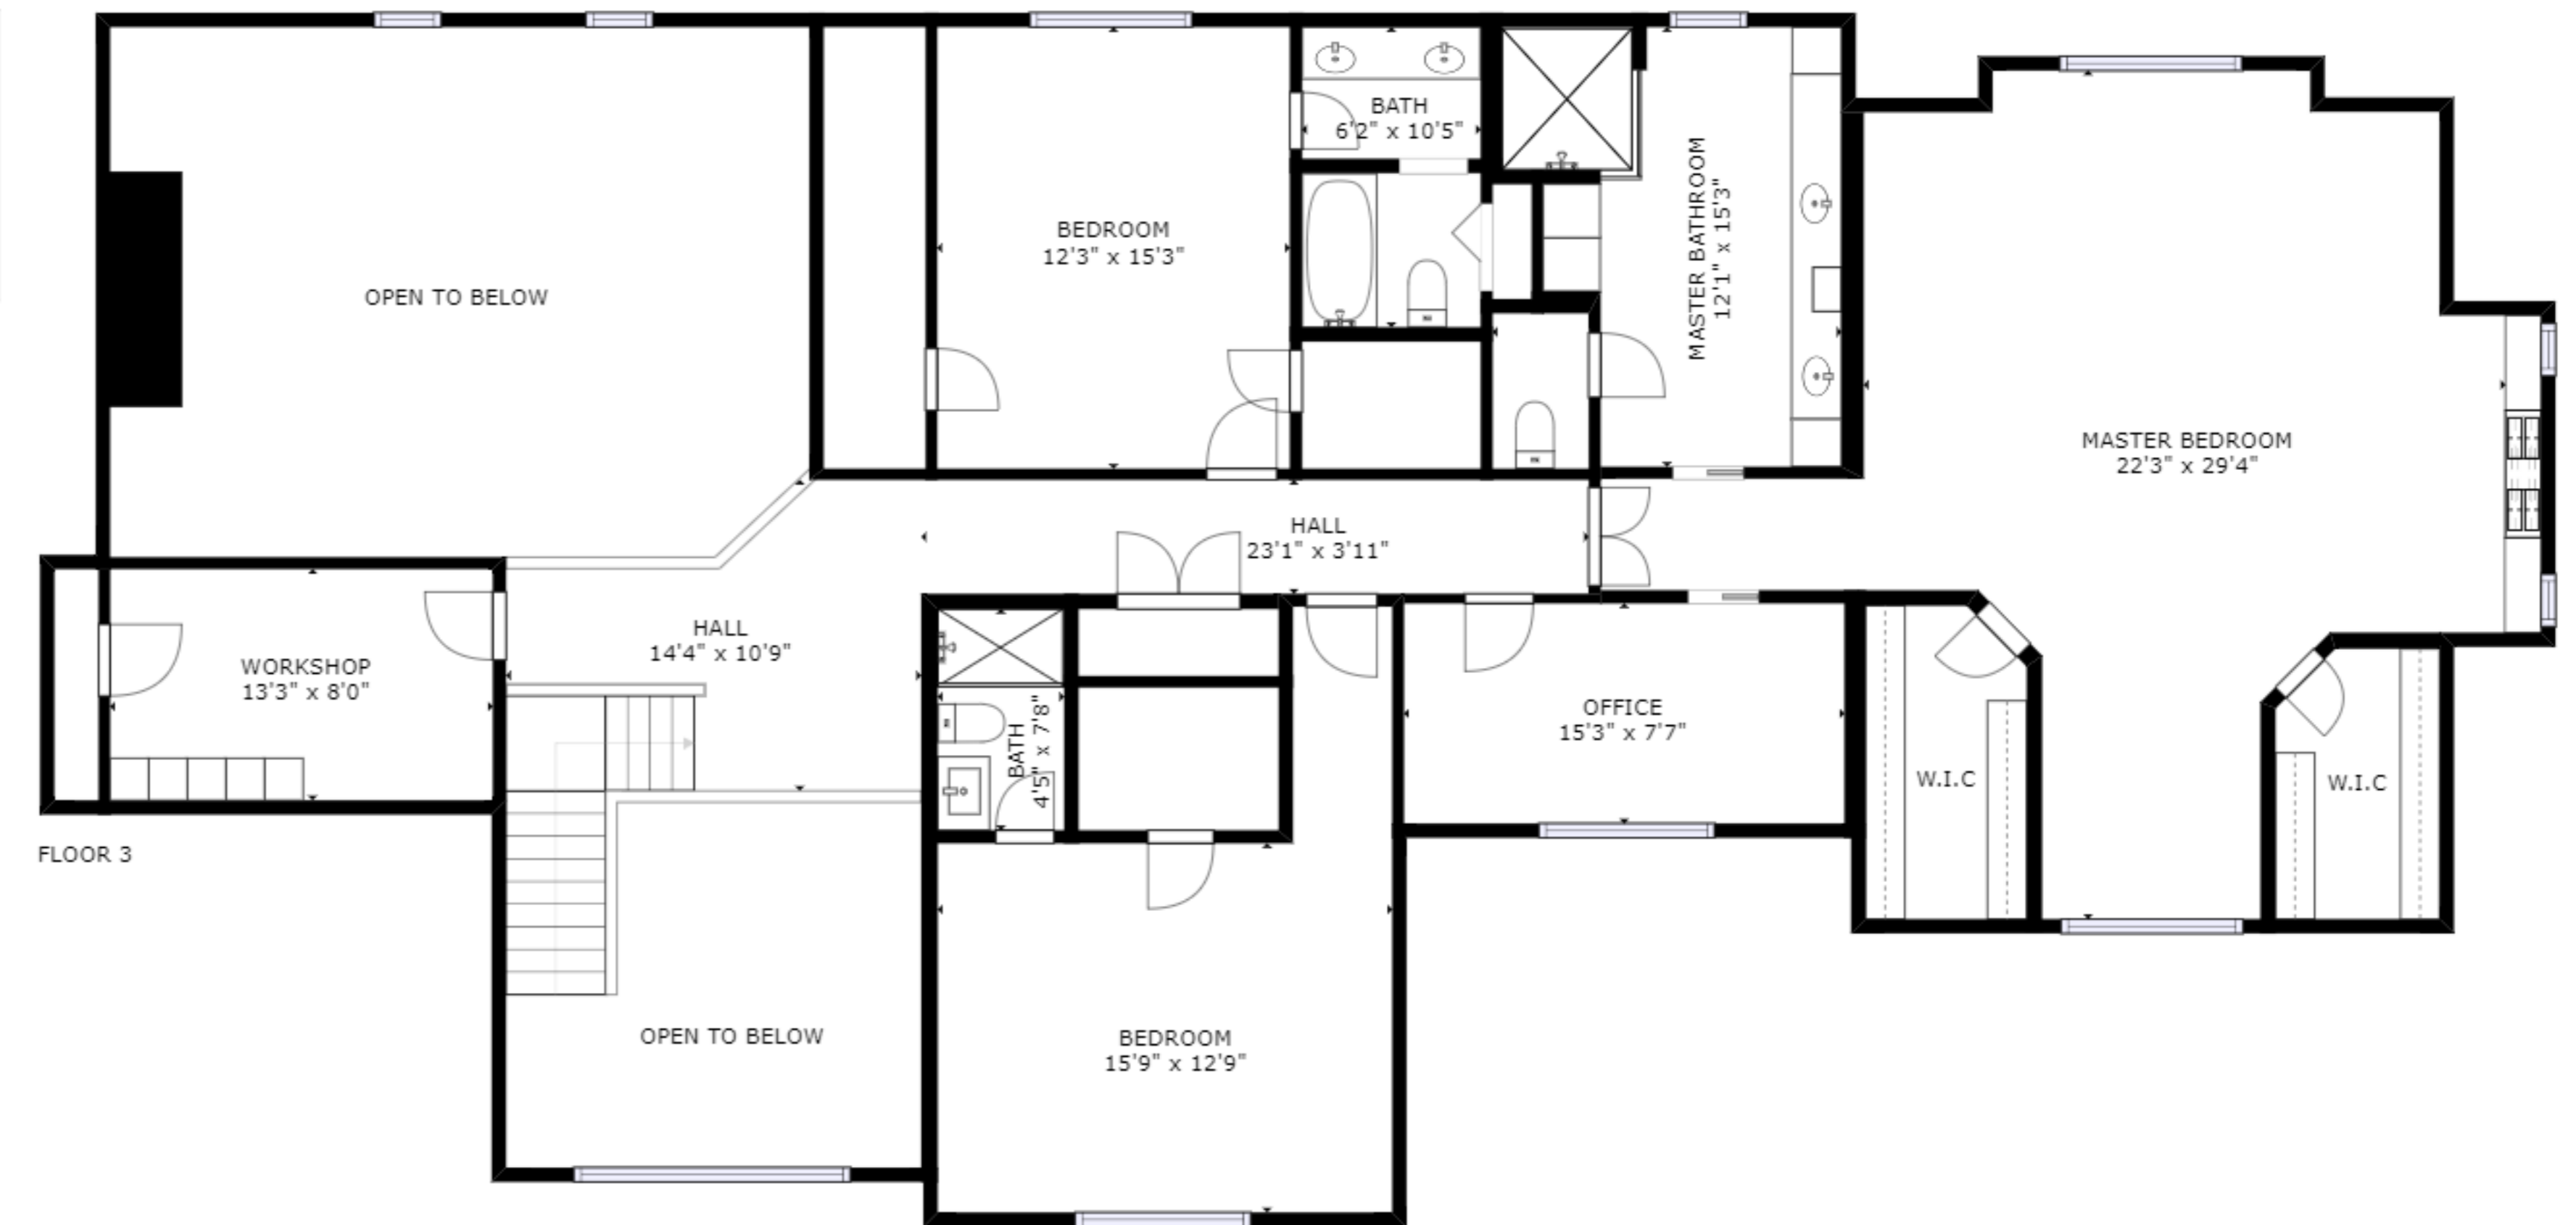 BATH
6'2" x 10'5"
BEDROOM
12'3" x 15'3"
MASTER BATHROOM
12'1" x 15'3"
OPEN TO BELOW
MASTER BEDROOM
22'3" x 29'4"
HALL
23'1" x 3'11"
HALL
14'4" x 10'9"
WORKSHOP
13'3" x 8'0"
BATH
4'5" x 7'8"
OFFICE
15'3" x 7'7"
W.I.C
W.I.C
FLOOR 3
OPEN TO BELOW
BEDROOM
15'9" x 12'9"